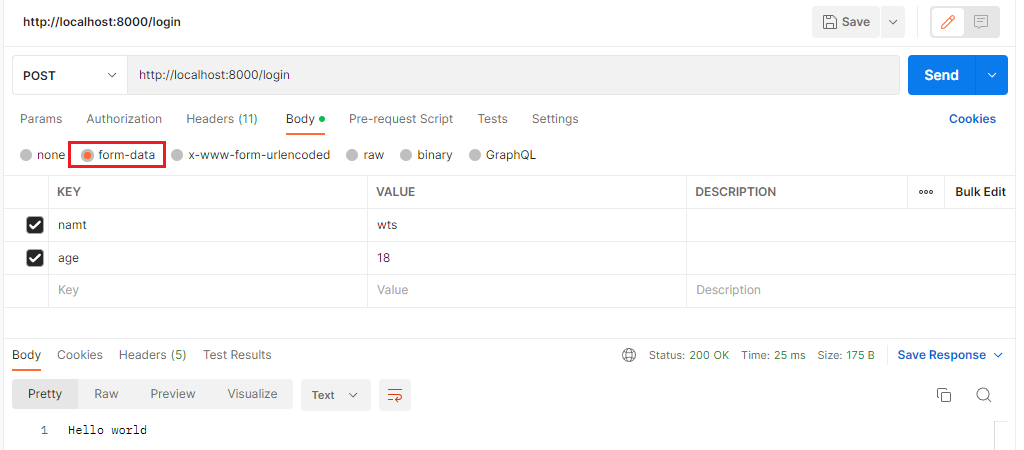 http://localhost:8000/login Save
POST http://localhost:8000/login Send
Params Authorization Headers (11) Body Pre-request Script Tests Settings Cookies
none form-data x-www-form-urlencoded raw binary GraphQL
KEY VALUE DESCRIPTION ooo Bulk Edit
namt wts
age 18
Key Value Description
Body Cookies Headers (5) Test Results Status: 200 OK Time: 25 ms Size: 175 B Save Response
Pretty Raw Preview Visualize Text
1 Hello world